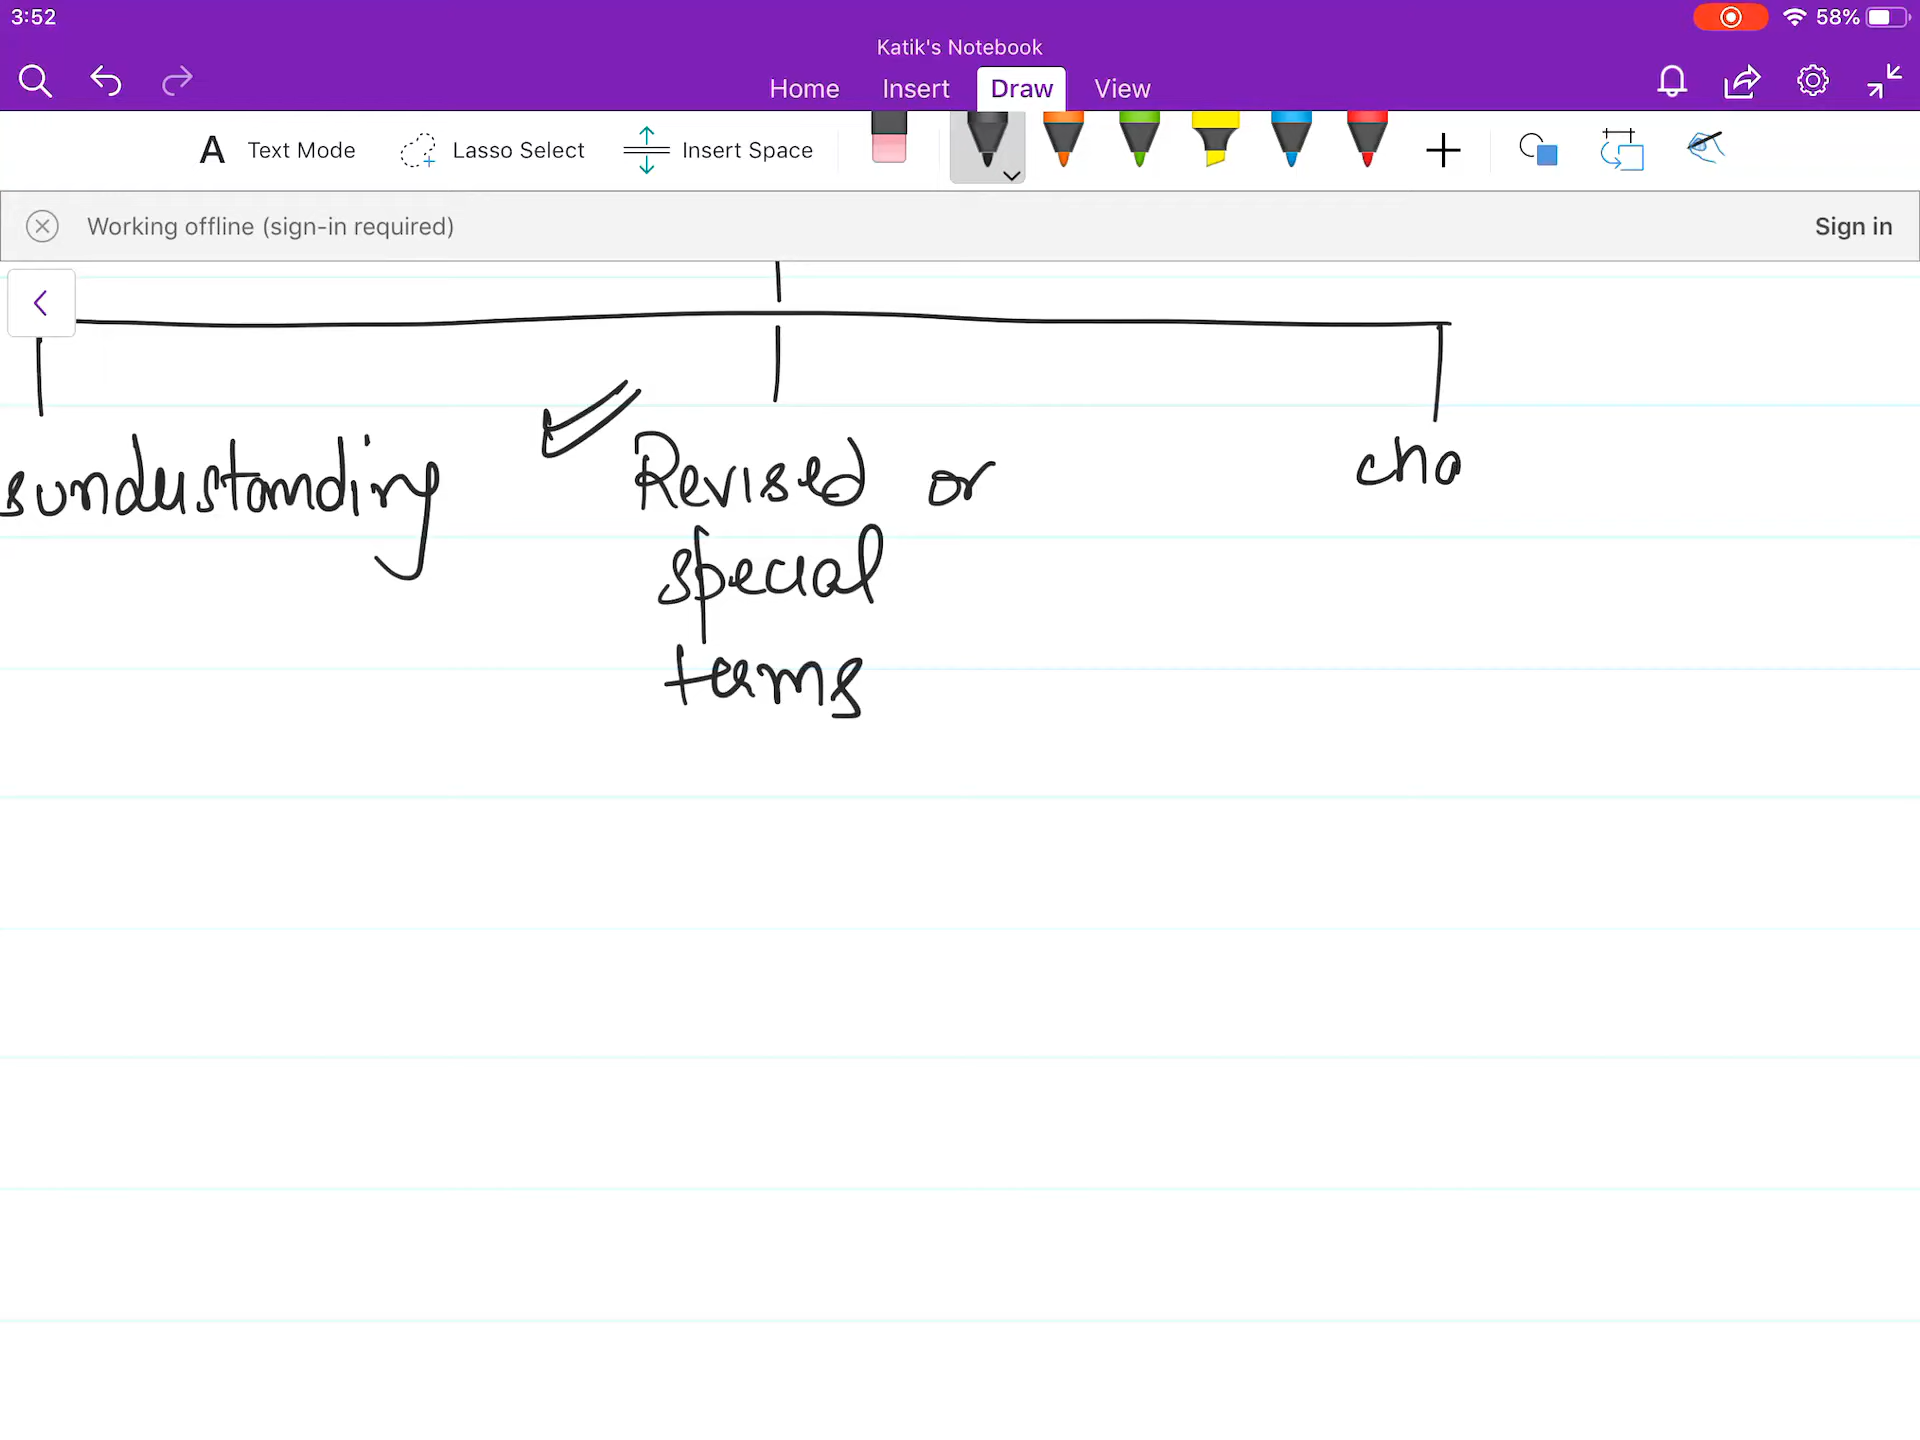 3:52
58%
Katik's Notebook
Home Insert Draw View
Text Mode Lasso Select Insert Space
Working offline (sign-in required) Sign in
sunderstanding Revised or cha
special
terms